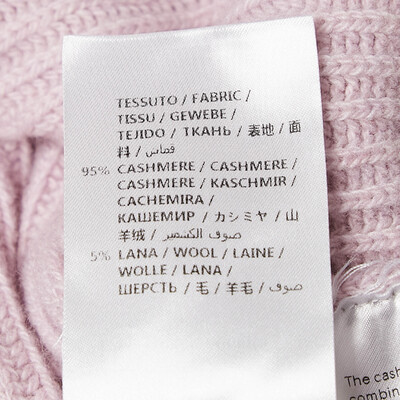 TESSUTO / FABRIC /
TISSU / GEWEBE /
TEJIDO / ТКАНЬ / 表地 / 面
料 / قماش /
95% CASHMERE / CASHMERE /
CASHMERE / KASCHMIR /
CACHEMIRA /
КАШЕМИР / カシミヤ / 山
羊绒 / صوف الكشمير /
5% LANA / WOOL / LAINE /
WOLLE / LANA /
ШЕРСТЬ / 毛 / 羊毛 / صوف /
The cash
combin